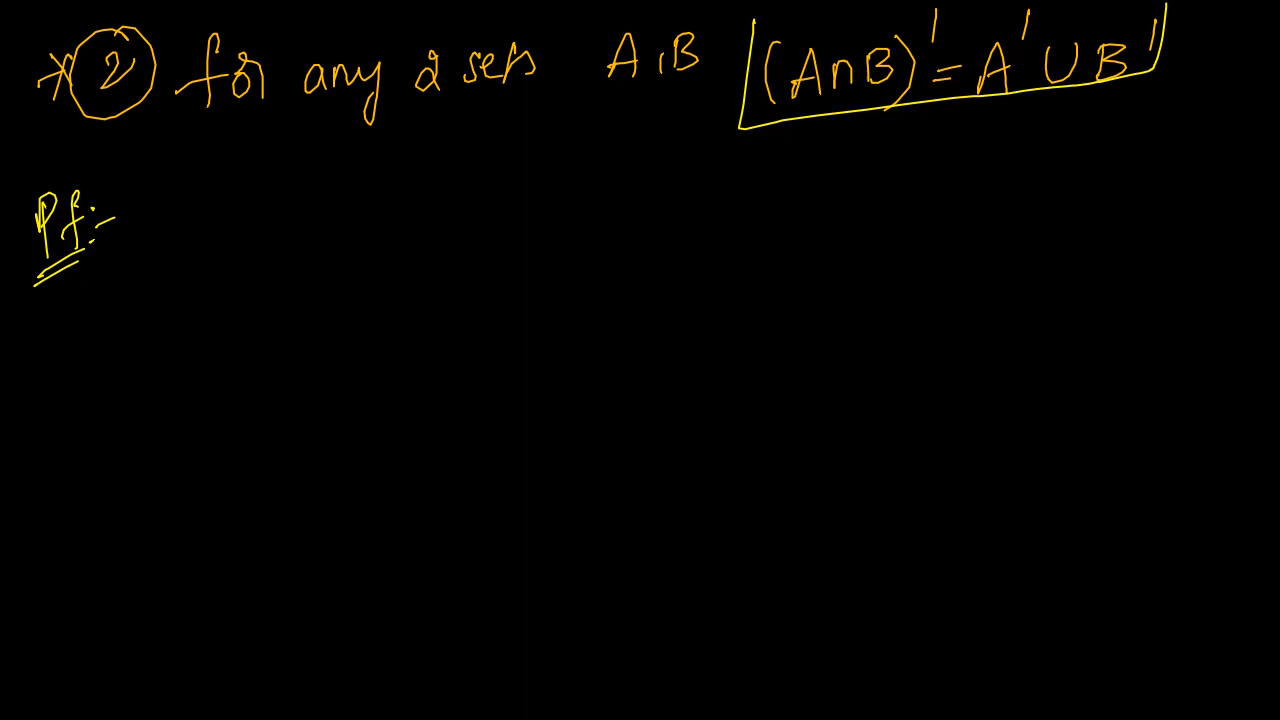 * 2 for any 2 sets A, B (A∩B)' = A' ∪ B'
Pf:-